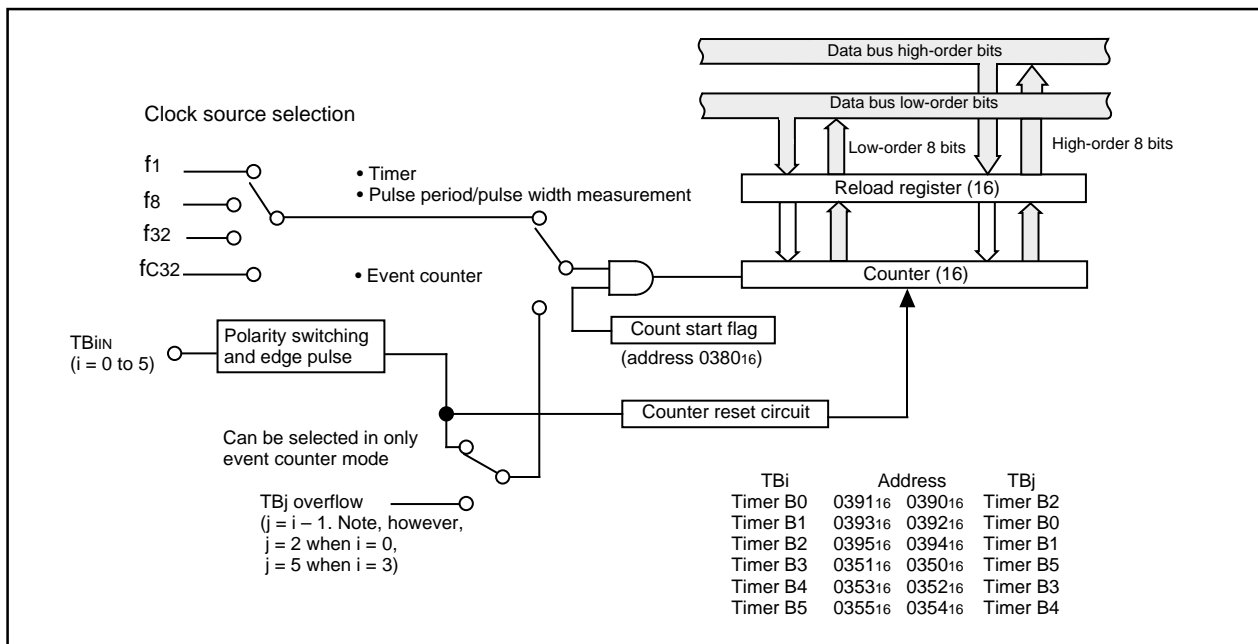 Data bus high-order bits
Data bus low-order bits
Clock source selection
Low-order 8 bits
High-order 8 bits
f1
• Timer
• Pulse period/pulse width measurement
Reload register (16)
f8
f32
fC32
• Event counter
Counter (16)
Count start flag
(address 038016)
TBiIN
(i = 0 to 5)
Polarity switching
and edge pulse
Counter reset circuit
Can be selected in only
event counter mode
TBj overflow
(j = i – 1. Note, however,
j = 2 when i = 0,
j = 5 when i = 3)
TBi Address TBj
Timer B0 039116 039016 Timer B2
Timer B1 039316 039216 Timer B0
Timer B2 039516 039416 Timer B1
Timer B3 035116 035016 Timer B5
Timer B4 035316 035216 Timer B3
Timer B5 035516 035416 Timer B4